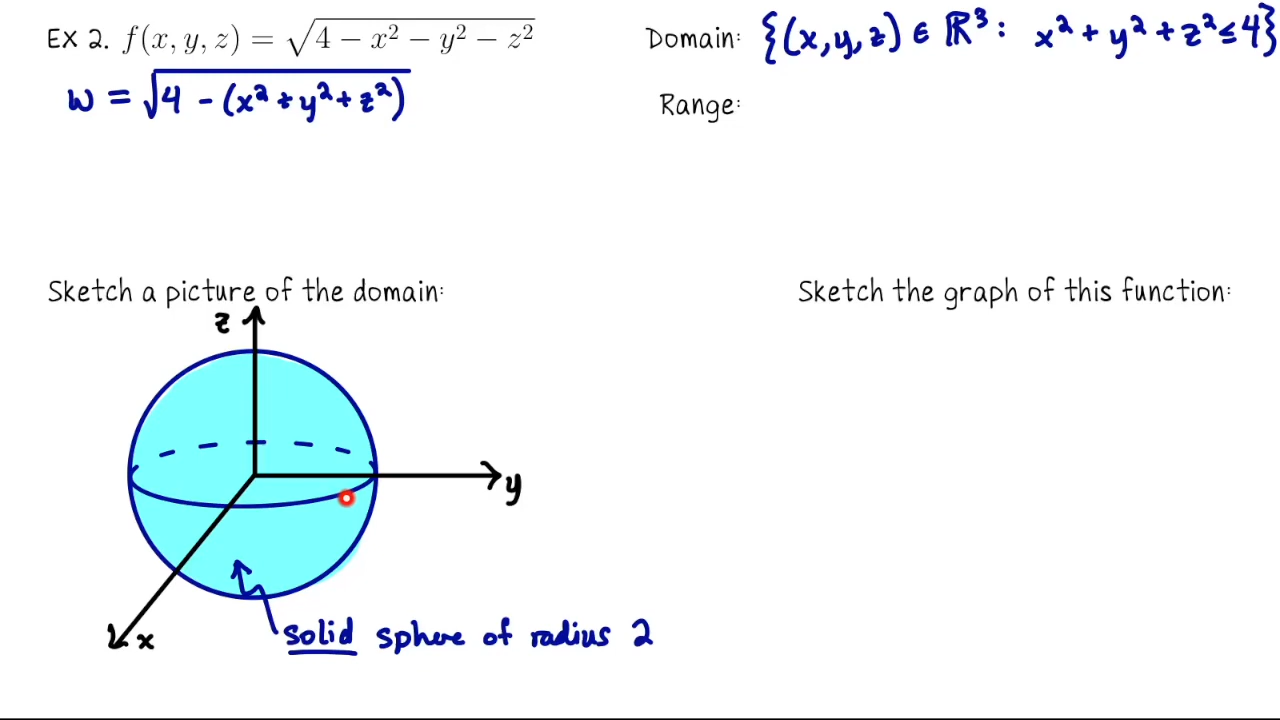 EX 2. f(x, y, z) = √(4 − x² − y² − z²)
Domain: {(x,y,z) ∈ ℝ³ : x² + y² + z² ≤ 4}
w = √(4 - (x² + y² + z²))
Range:
Sketch a picture of the domain:
Sketch the graph of this function:
z
y
x
solid sphere of radius 2